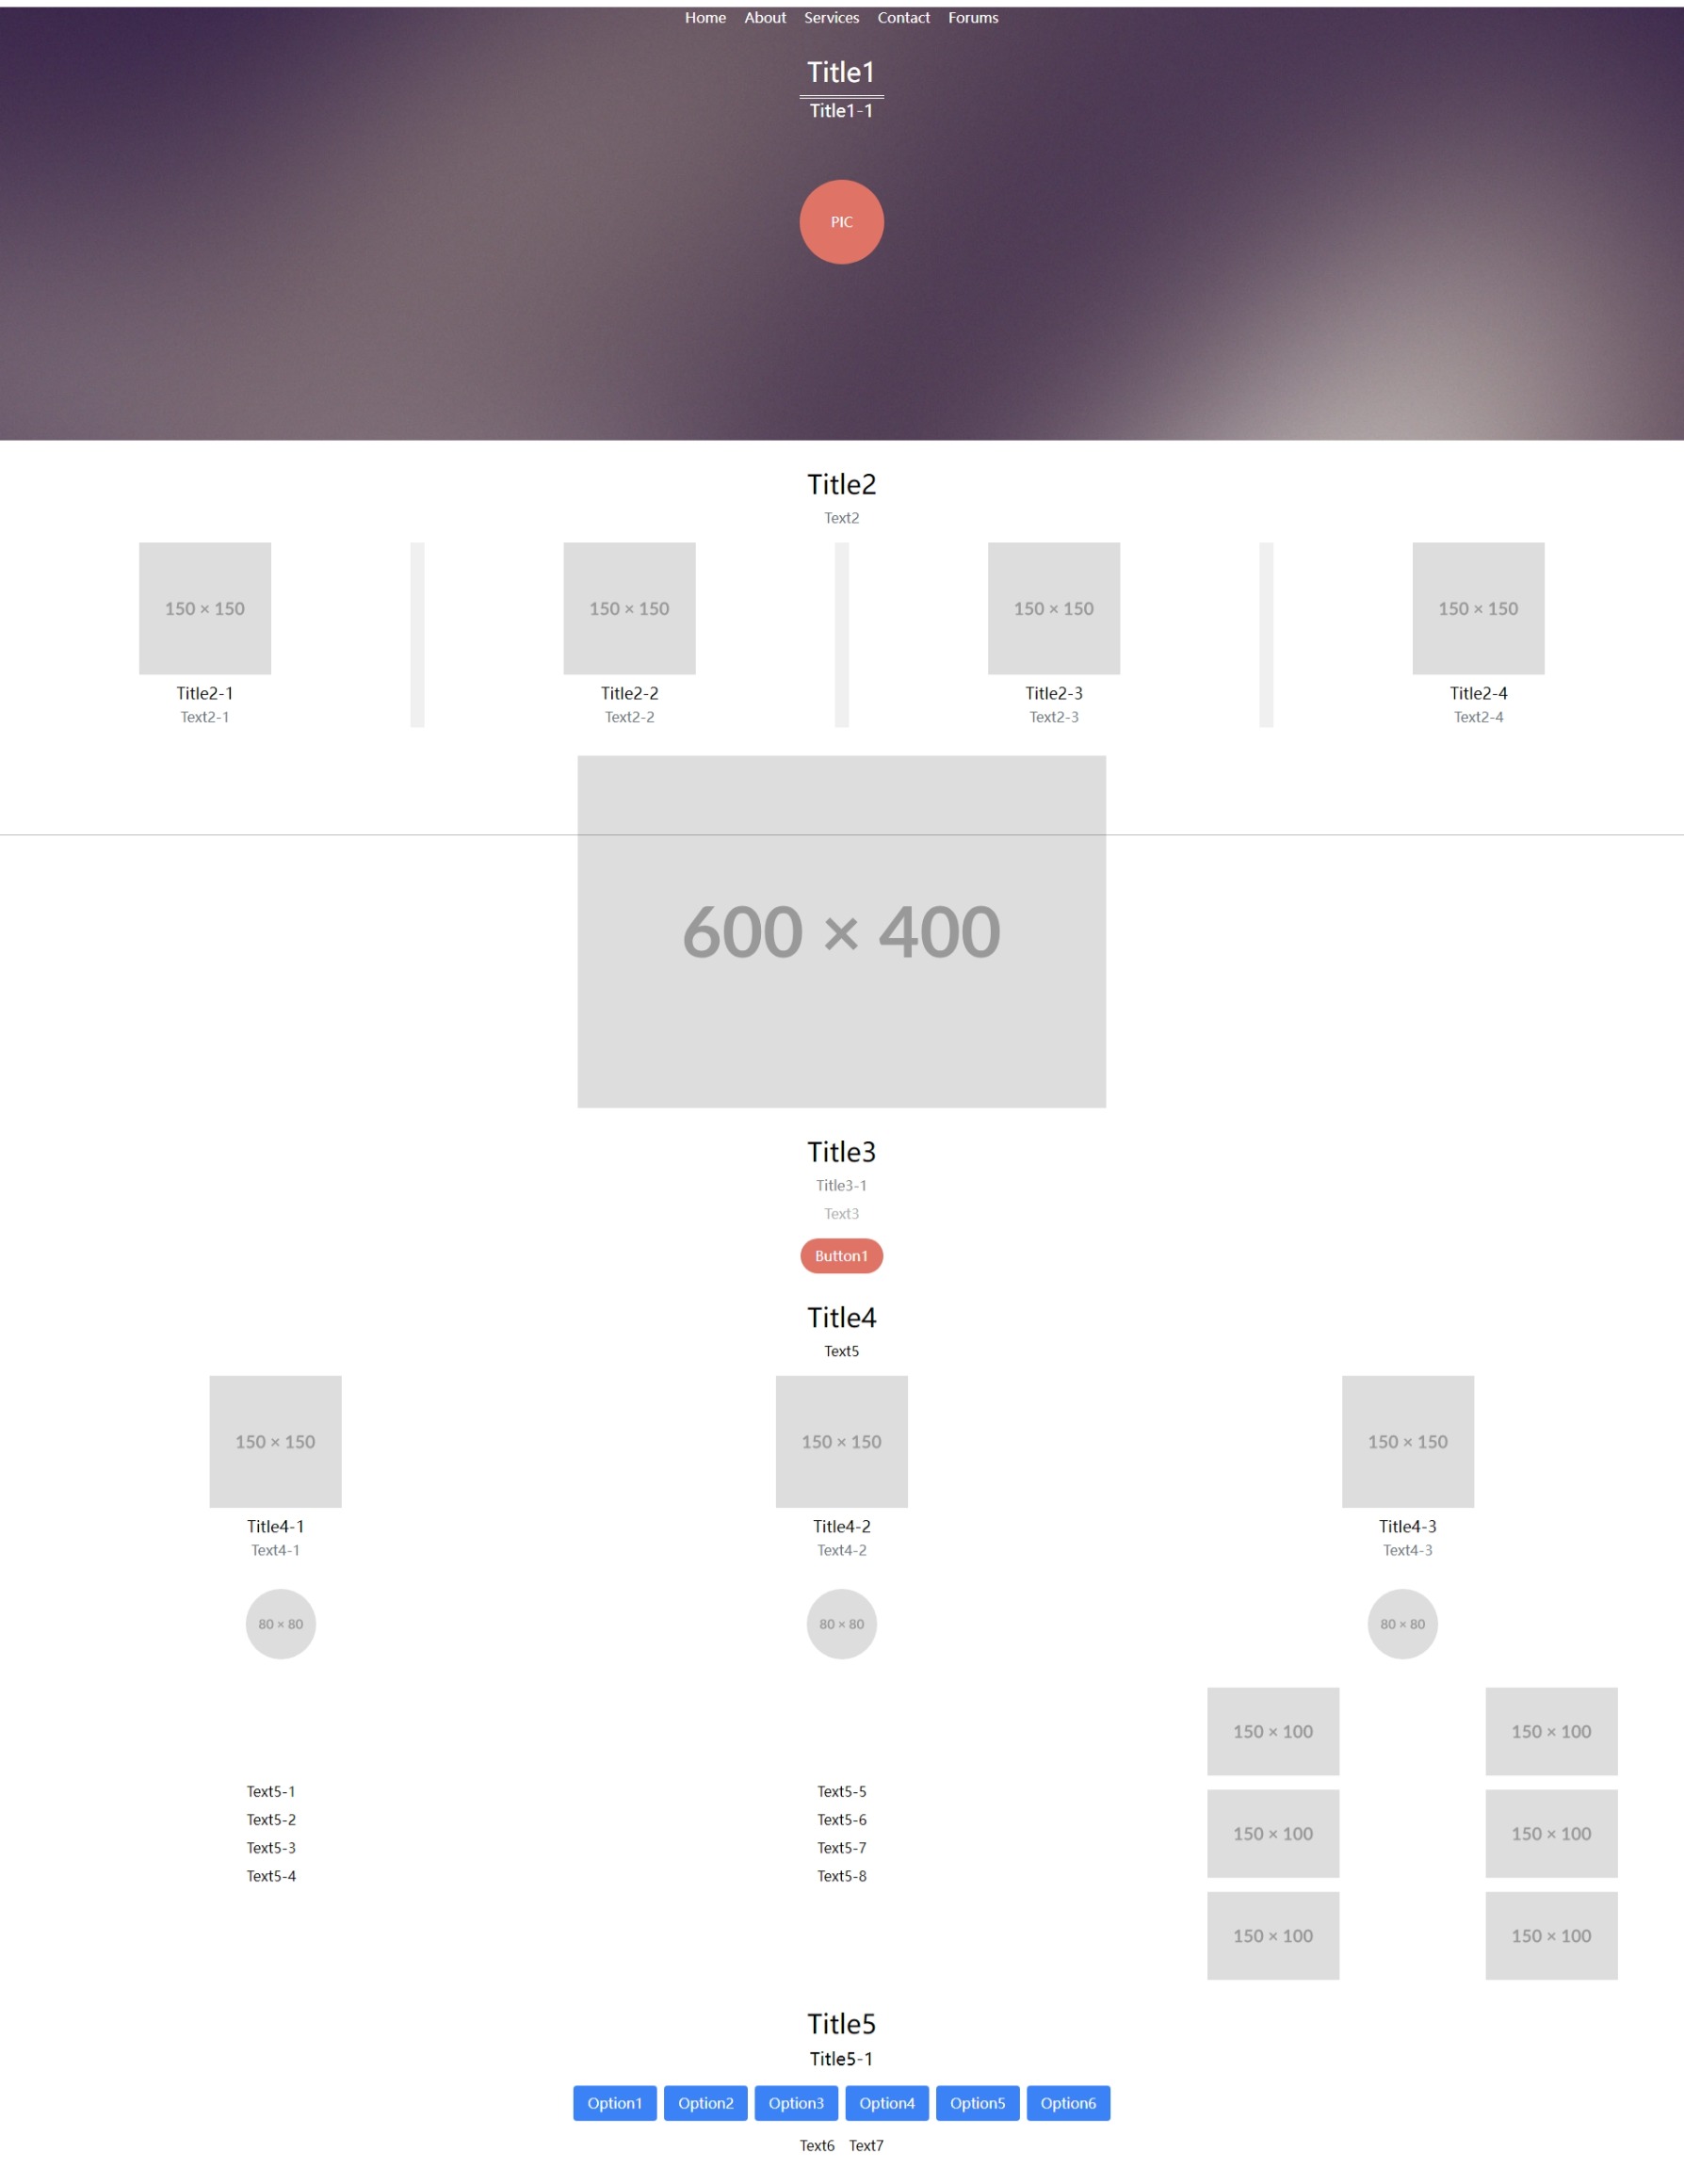 Home About Services Contact Forums
Title1
Title1-1
PIC
Title2
Text2
150 × 150 150 × 150 150 × 150 150 × 150
Title2-1 Title2-2 Title2-3 Title2-4
Text2-1 Text2-2 Text2-3 Text2-4
600 × 400
Title3
Title3-1
Text3
Button1
Title4
Text5
150 × 150 150 × 150 150 × 150
Title4-1 Title4-2 Title4-3
Text4-1 Text4-2 Text4-3
80 × 80 80 × 80 80 × 80
Text5-1
Text5-2
Text5-3
Text5-4
Text5-5
Text5-6
Text5-7
Text5-8
150 × 100 150 × 100
150 × 100 150 × 100
150 × 100 150 × 100
Title5
Title5-1
Option1 Option2 Option3 Option4 Option5 Option6
Text6 Text7